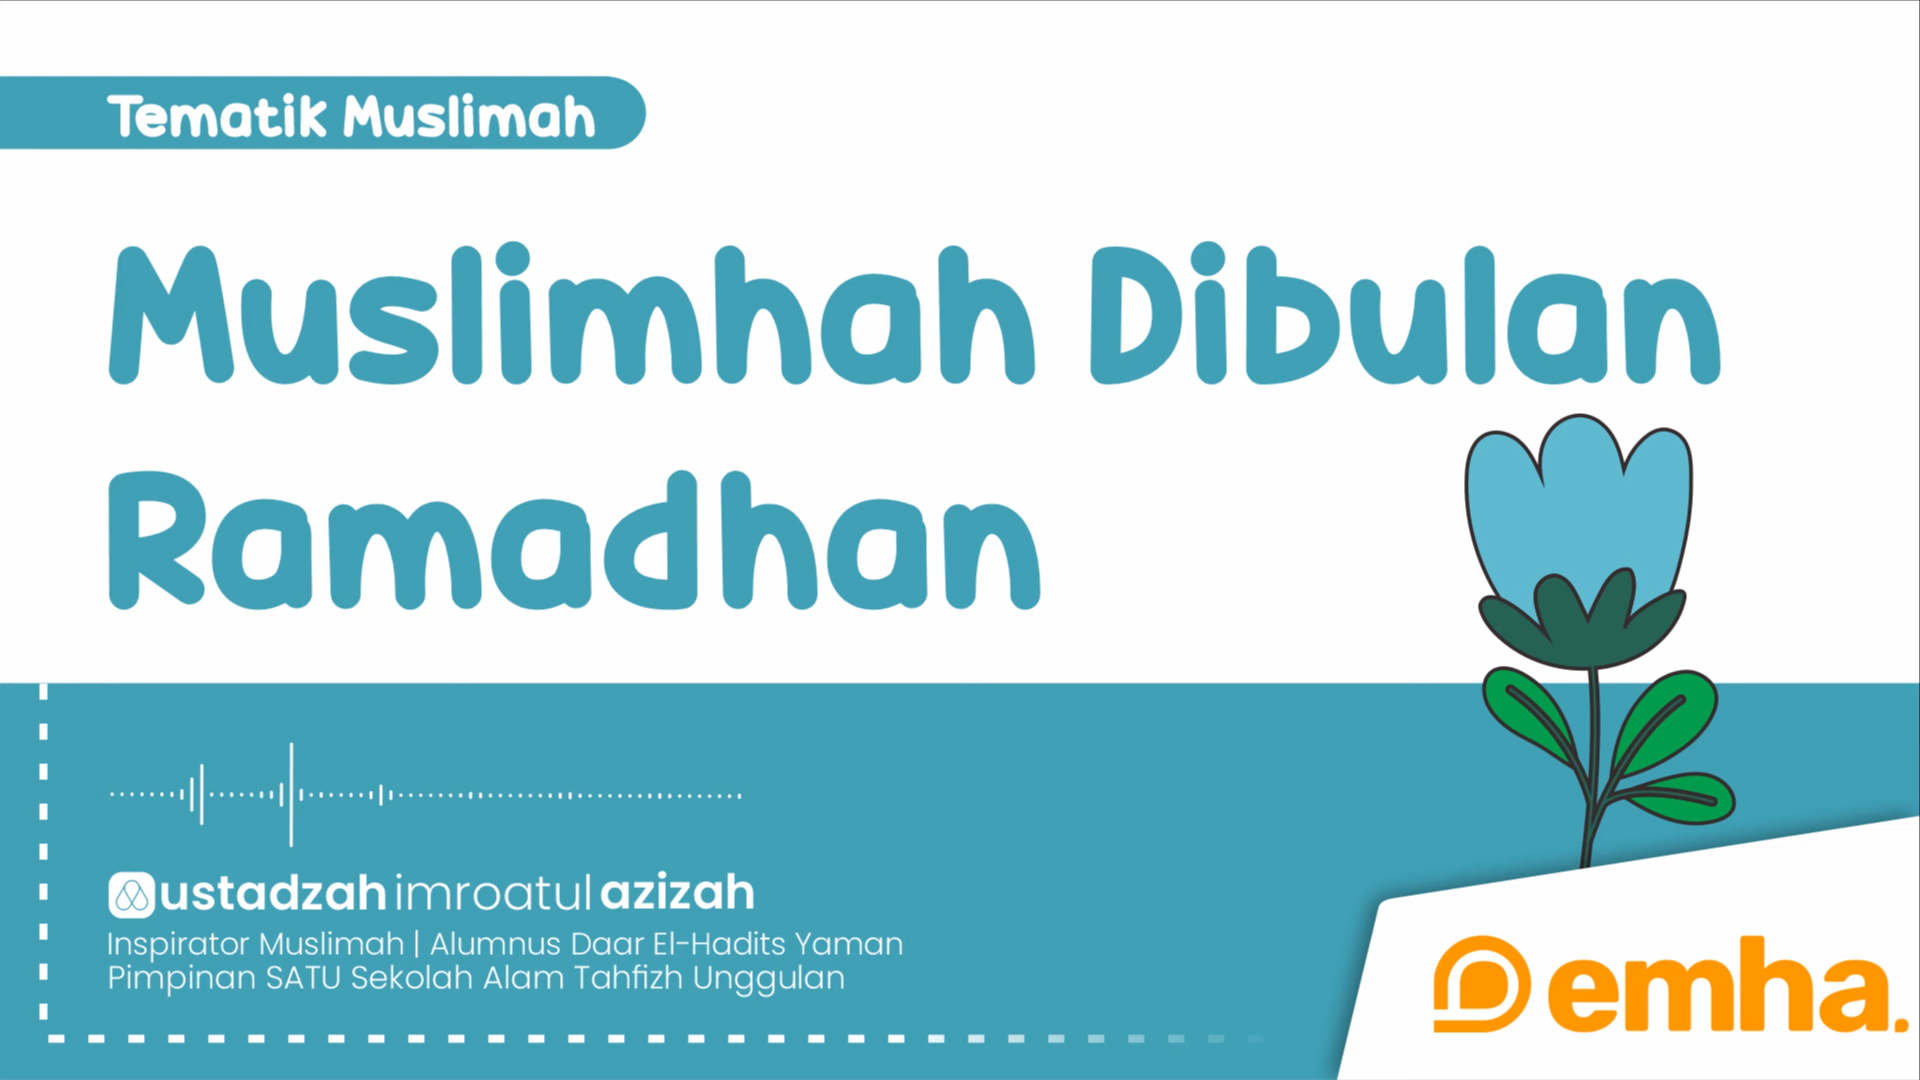 Tematik Muslimah
Muslimhah Dibulan
Ramadhan
ustadzah imroatul azizah
Inspirator Muslimah | Alumnus Daar El-Hadits Yaman
Pimpinan SATU Sekolah Alam Tahfizh Unggulan
emha.